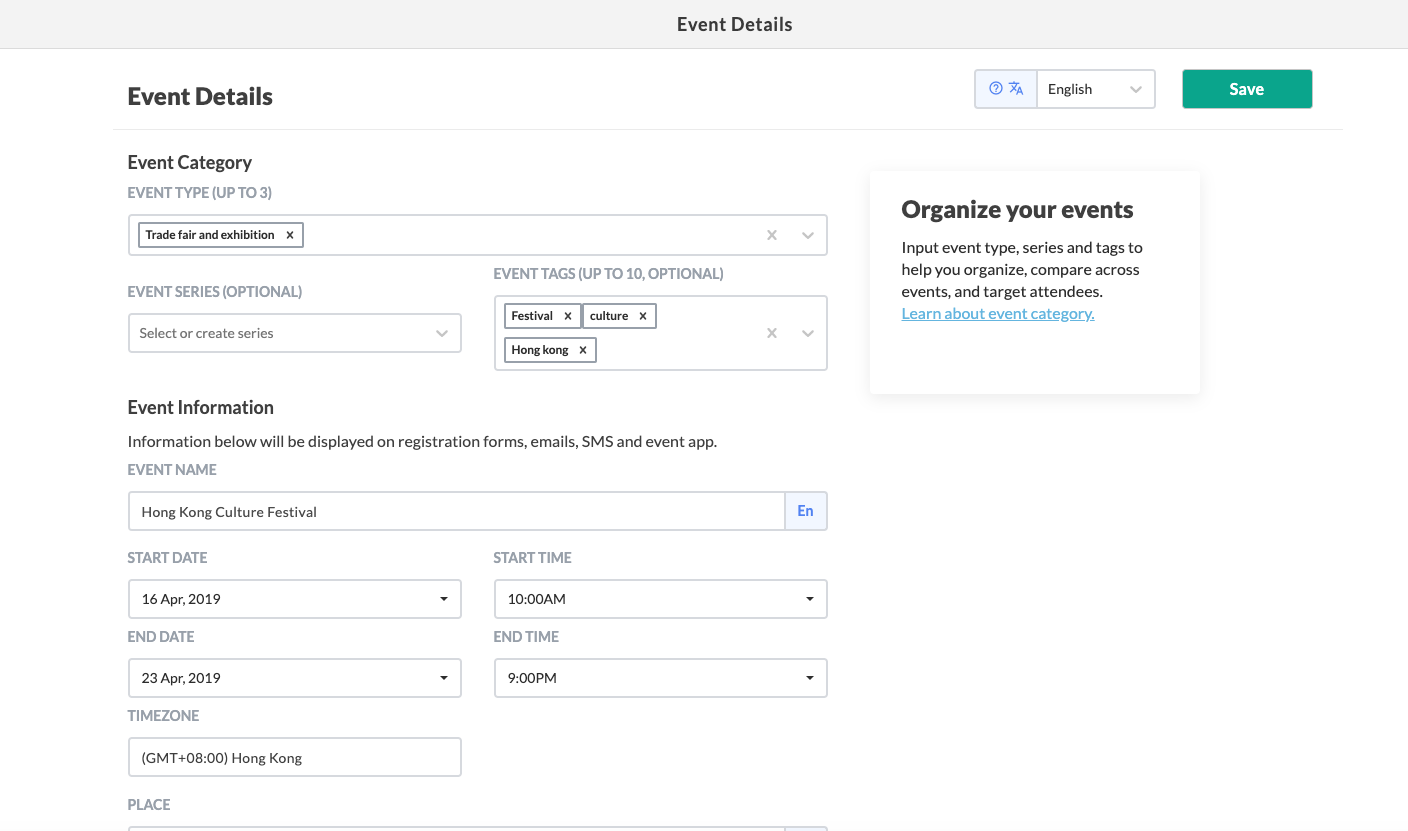 Event Details
Event Details
English
Save
Event Category
EVENT TYPE (UP TO 3)
Trade fair and exhibition
EVENT SERIES (OPTIONAL)
Select or create series
EVENT TAGS (UP TO 10, OPTIONAL)
Festival culture
Hong kong
Organize your events
Input event type, series and tags to
help you organize, compare across
events, and target attendees.
Learn about event category.
Event Information
Information below will be displayed on registration forms, emails, SMS and event app.
EVENT NAME
Hong Kong Culture Festival En
START DATE
16 Apr, 2019
START TIME
10:00AM
END DATE
23 Apr, 2019
END TIME
9:00PM
TIMEZONE
(GMT+08:00) Hong Kong
PLACE